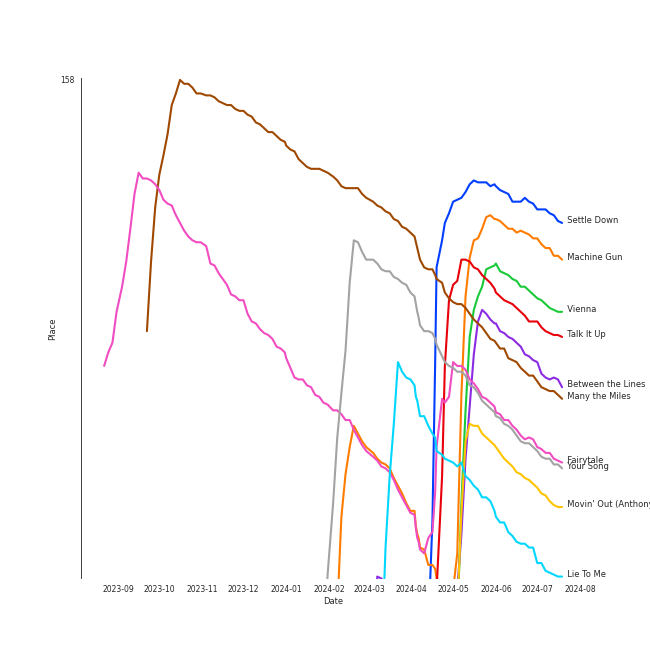 158
Settle Down
Machine Gun
Vienna
Talk It Up
Between the Lines
Many the Miles
Fairytale
Your Song
Movin' Out (Anthony
Lie To Me
Place
2023-09 2023-10 2023-11 2023-12 2024-01 2024-02 2024-03 2024-04 2024-05 2024-06 2024-07 2024-08
Date